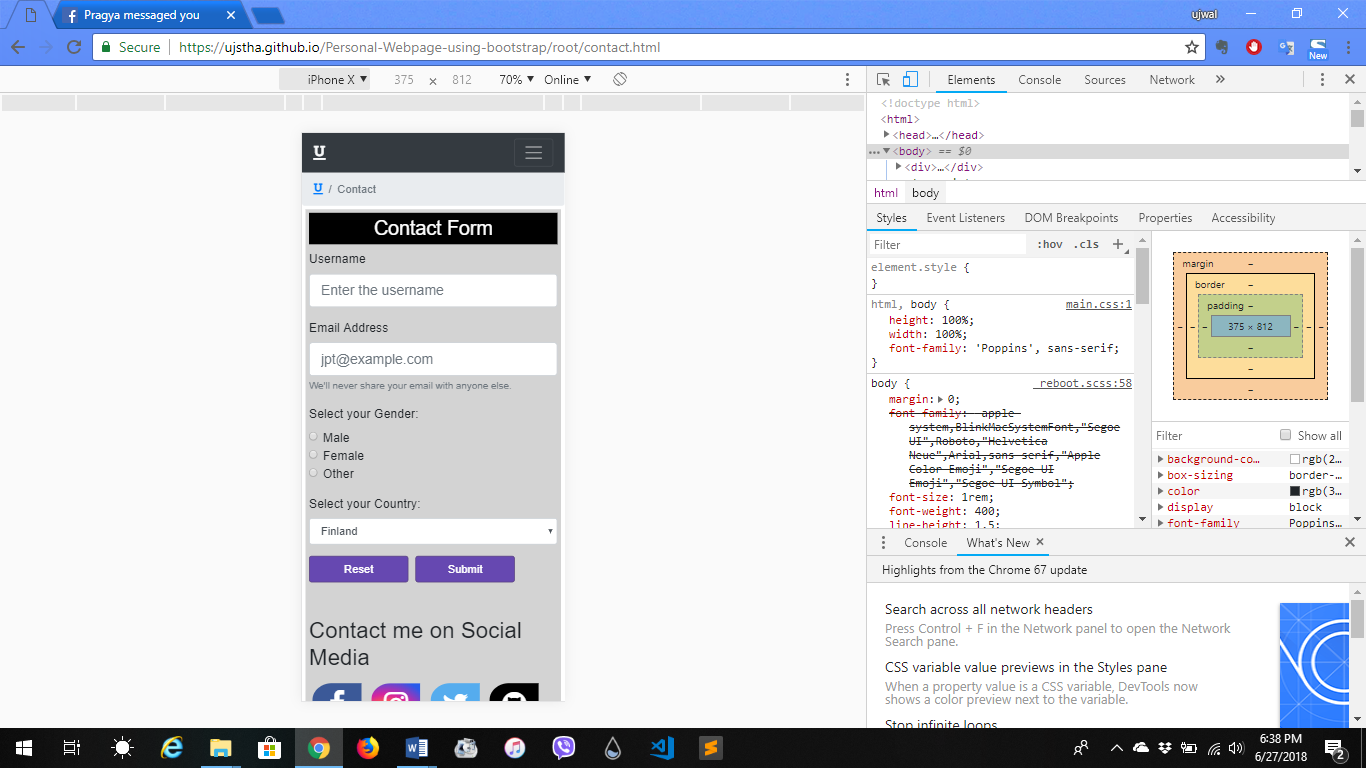 Pragya messaged you
ujwal
Secure
https://ujstha.github.io/Personal-Webpage-using-bootstrap/root/contact.html
New
iPhone X ▼ 375 × 812 70% ▼ Online ▼
Elements Console Sources Network »
<!doctype html>
<html>
<head>…</head>
<body> == $0
<div>…</div>
html body
Styles Event Listeners DOM Breakpoints Properties Accessibility
Filter :hov .cls +
element.style {
}
html, body { main.css:1
height: 100%;
width: 100%;
font-family: 'Poppins', sans-serif;
}
body { _reboot.scss:58
margin: 0;
font-family: -apple-
system,BlinkMacSystemFont,"Segoe
UI",Roboto,"Helvetica
Neue",Arial,sans-serif,"Apple
Color Emoji","Segoe UI
Emoji","Segoe UI Symbol";
font-size: 1rem;
font-weight: 400;
line-height: 1.5;
margin –
border –
padding –
– – – 375 × 812 – – –
–
–
–
Filter Show all
background-co… rgb(2…
box-sizing border-…
color rgb(3…
display block
font-family Poppins…
Console What's New ×
Highlights from the Chrome 67 update
Search across all network headers
Press Control + F in the Network panel to open the Network
Search pane.
CSS variable value previews in the Styles pane
When a property value is a CSS variable, DevTools now
shows a color preview next to the variable.
Stop infinite loops
U
U / Contact
Contact Form
Username
Enter the username
Email Address
jpt@example.com
We'll never share your email with anyone else.
Select your Gender:
Male
Female
Other
Select your Country:
Finland
Reset Submit
Contact me on Social
Media
6:38 PM
6/27/2018
2